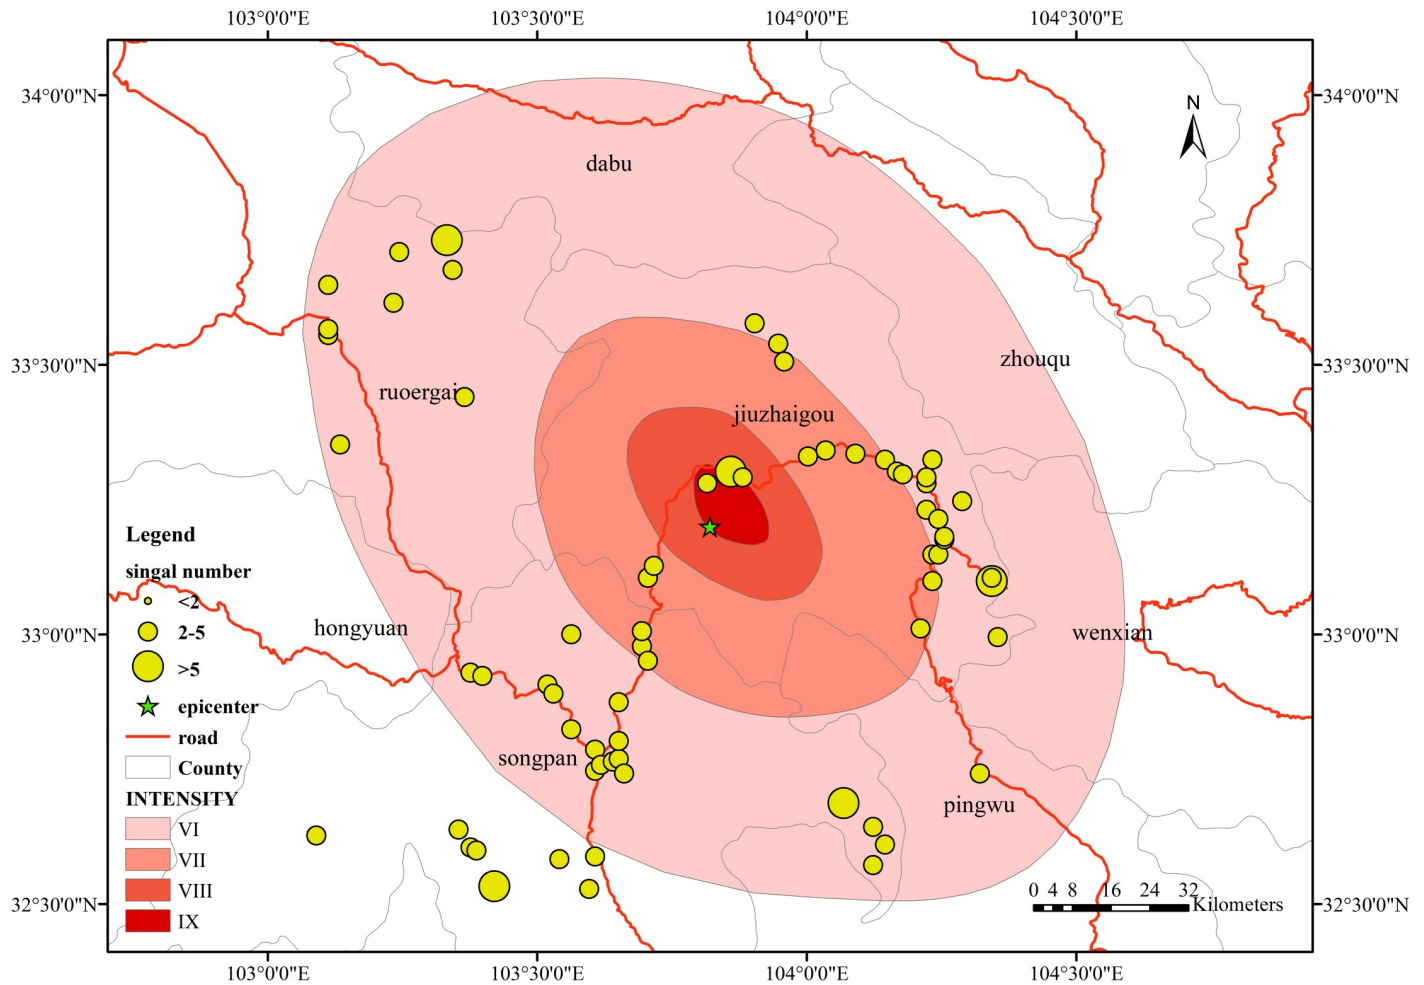 103°0'0"E 103°30'0"E 104°0'0"E 104°30'0"E
34°0'0"N 34°0'0"N
N
dabu
zhouqu
33°30'0"N 33°30'0"N
ruoergai
jiuzhaigou
Legend
singal number
<2
2-5
>5
epicenter
road
County
INTENSITY
VI
VII
VIII
IX
hongyuan
33°0'0"N 33°0'0"N
wenxian
songpan
pingwu
0 4 8 16 24 32
Kilometers
32°30'0"N 32°30'0"N
103°0'0"E 103°30'0"E 104°0'0"E 104°30'0"E